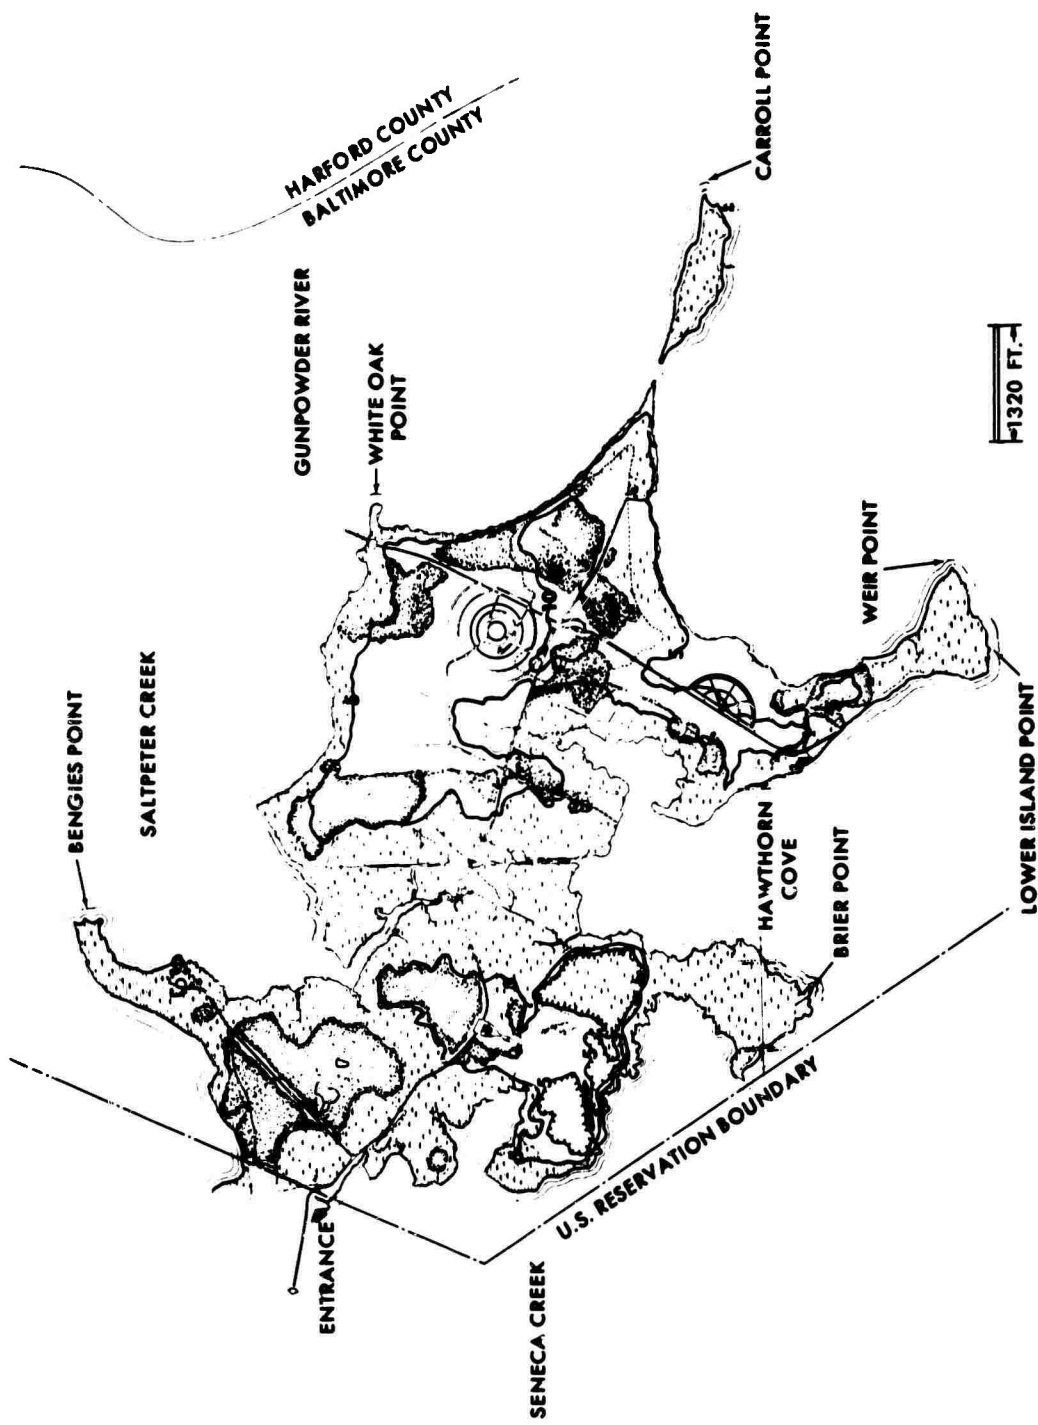 HARFORD COUNTY
BALTIMORE COUNTY
CARROLL POINT
GUNPOWDER RIVER
WHITE OAK
POINT
1320 FT.
BENGIES POINT
SALTPETER CREEK
WEIR POINT
LOWER ISLAND POINT
HAWTHORN
COVE
BRIER POINT
U.S. RESERVATION BOUNDARY
ENTRANCE
SENECA CREEK